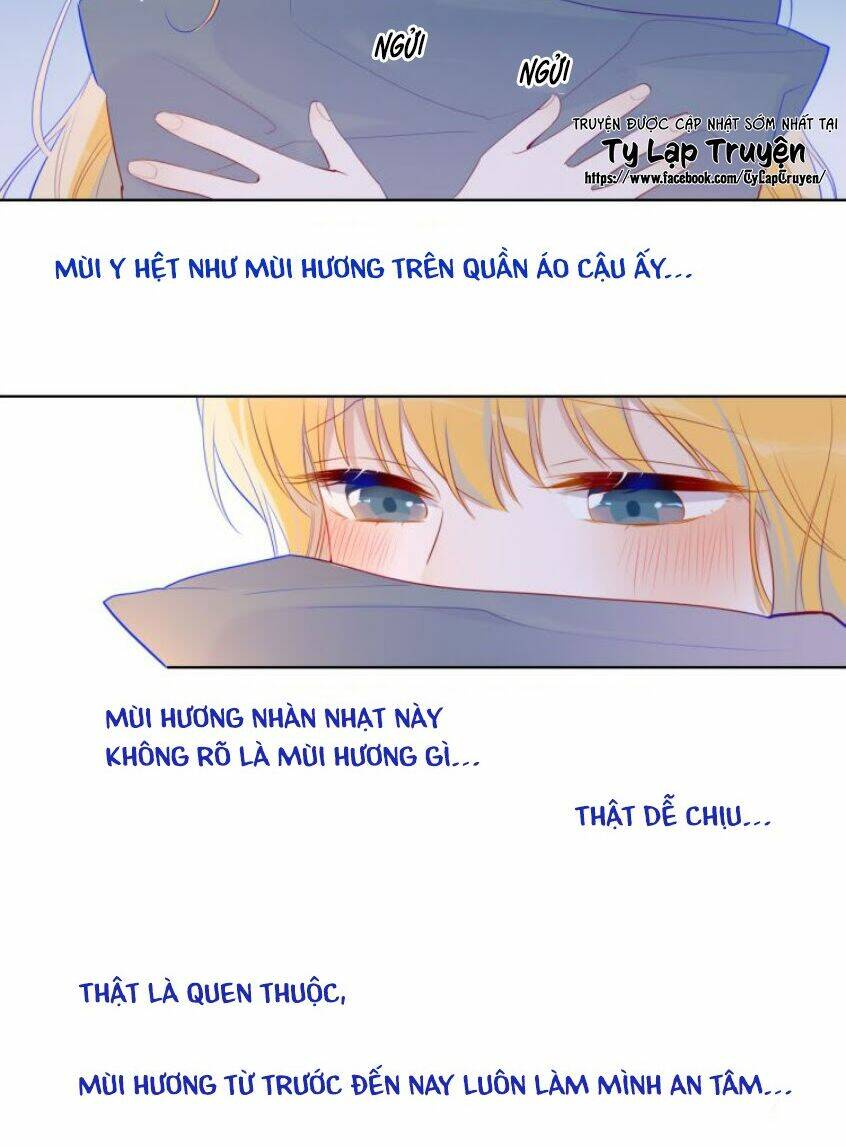 NGỬI
NGỬI
TRUYỆN ĐƯỢC CẬP NHẬT SỚM NHẤT TẠI
Ty Lạp Truyện
https://www.facebook.com/TyLapTruyen/
MÙI Y HỆT NHƯ MÙI HƯƠNG TRÊN QUẦN ÁO CẬU ẤY...
MÙI HƯƠNG NHÀN NHẠT NÀY
KHÔNG RÕ LÀ MÙI HƯƠNG GÌ...
THẬT DỄ CHỊU...
THẬT LÀ QUEN THUỘC,
MÙI HƯƠNG TỪ TRƯỚC ĐẾN NAY LUÔN LÀM MÌNH AN TÂM...